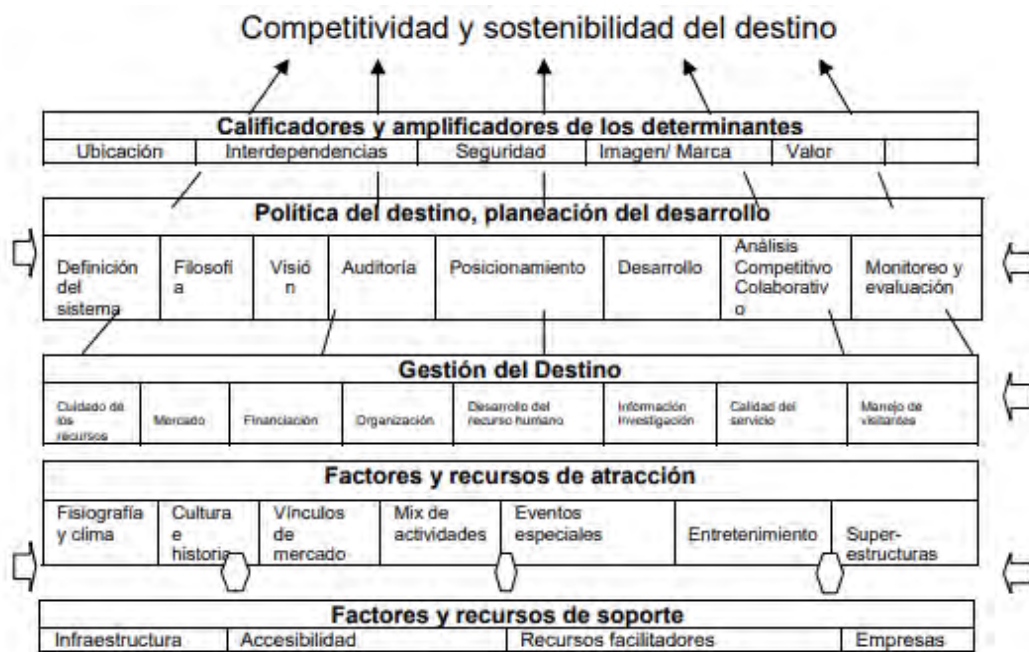 Competitividad y sostenibilidad del destino
Calificadores y amplificadores de los determinantes
Ubicación Interdependencias Seguridad Imagen/ Marca Valor
Política del destino, planeación del desarrollo
Definición
del
sistema
Filosofí
a
Visió
n
Auditoría
Posicionamiento
Desarrollo
Análisis
Competitivo
Colaborativ
o
Monitoreo y
evaluación
Gestión del Destino
Cuidado de
los
recursos
Mercado
Financiación
Organización
Desarrollo del
recurso humano
Información
Investigación
Calidad del
servicio
Manejo de
visitantes
Factores y recursos de atracción
Fisiografía
y clima
Cultura
e
historia
Vínculos
de
mercado
Mix de
actividades
Eventos
especiales
Entretenimiento
Super-
estructuras
Factores y recursos de soporte
Infraestructura Accesibilidad Recursos facilitadores Empresas